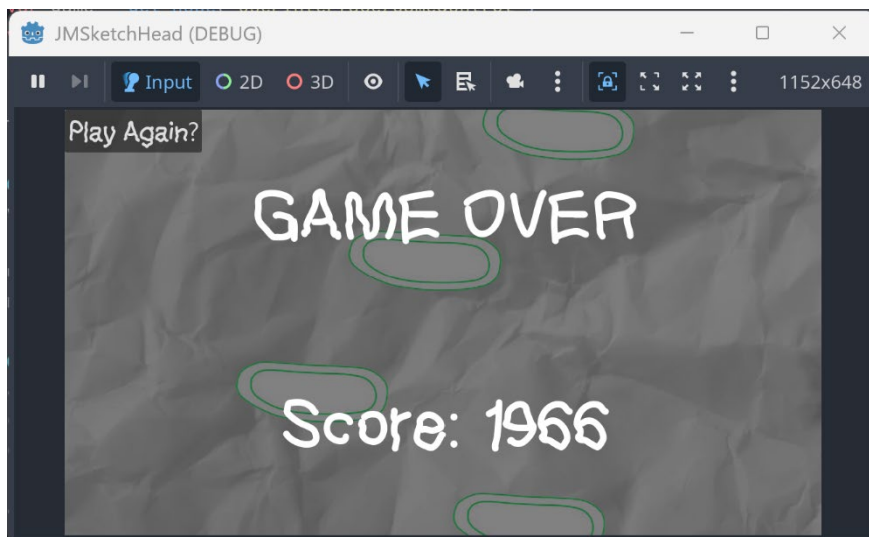 JMSketchHead (DEBUG)
Input 2D 3D 1152x648
Play Again?
GAME OVER
Score: 1966